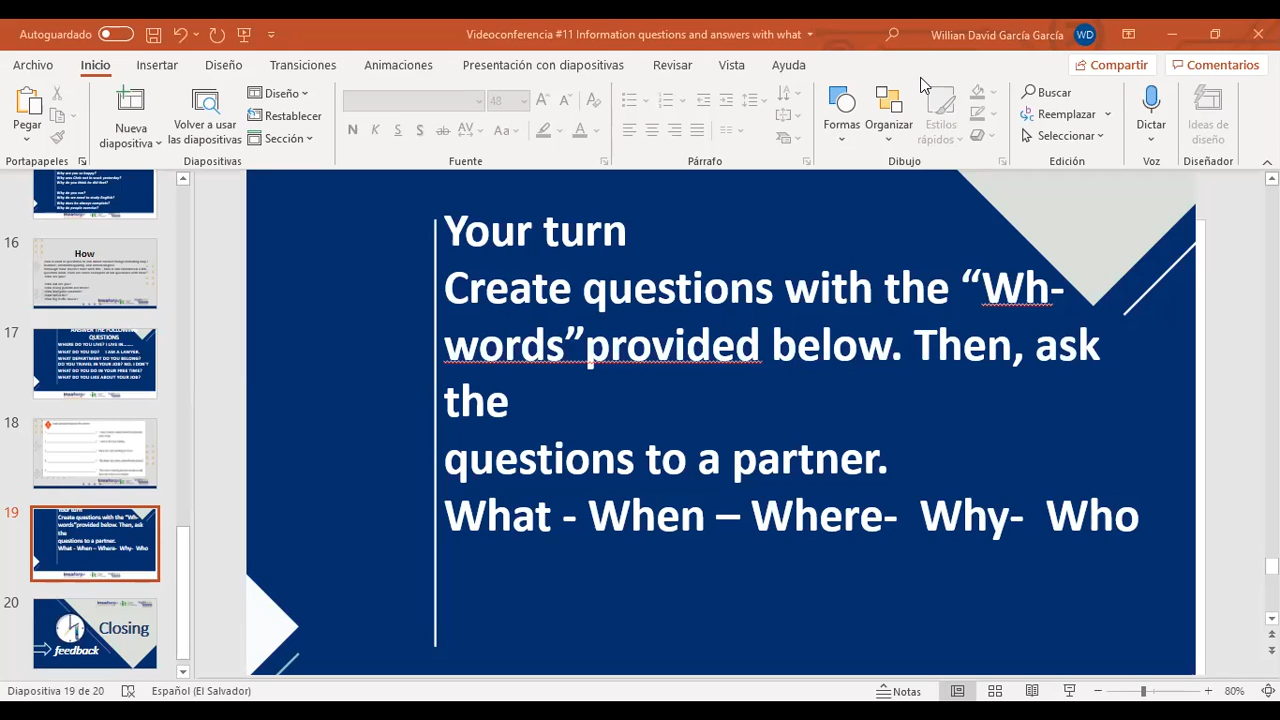 Autoguardado
Videoconferencia #11 Information questions and answers with what
Willian David García García
WD
Archivo
Inicio
Insertar
Diseño
Transiciones
Animaciones
Presentación con diapositivas
Revisar
Vista
Ayuda
Compartir
Comentarios
Pegar
Nueva
diapositiva
Volver a usar
las diapositivas
Diseño
Restablecer
Sección
48
Formas
Organizar
Estilos
rápidos
Buscar
Reemplazar
Seleccionar
Dictar
Ideas de
diseño
Portapapeles
Diapositivas
Fuente
Párrafo
Dibujo
Edición
Voz
Diseñador
16
How
17
ANSWER THE FOLLOWING
QUESTIONS
WHERE DO YOU LIVE? I LIVE IN.......
WHAT DO YOU DO? I AM A LAWYER.
WHAT DEPARTMENT DO YOU BELONG?
DO YOU TRAVEL IN YOUR JOB? NO. I DON'T
WHAT DO YOU DO IN YOUR FREE TIME?
WHAT DO YOU LIKE ABOUT YOUR JOB?
18
19
Your turn
Create questions with the "Wh-
words"provided below. Then, ask
the
questions to a partner.
What - When – Where- Why- Who
20
Closing
feedback
Your turn
Create questions with the “Wh-
words”provided below. Then, ask
the
questions to a partner.
What - When – Where- Why- Who
Diapositiva 19 de 20
Español (El Salvador)
Notas
80%